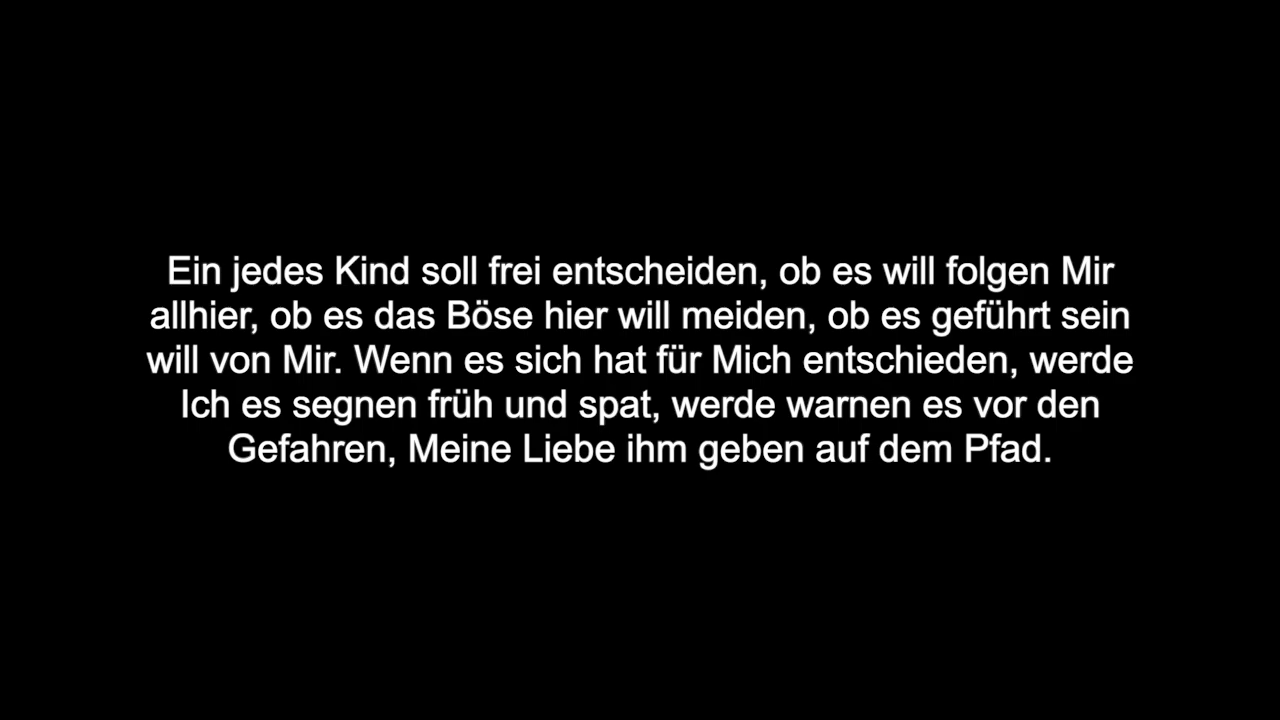 Ein jedes Kind soll frei entscheiden, ob es will folgen Mir
allhier, ob es das Böse hier will meiden, ob es geführt sein
will von Mir. Wenn es sich hat für Mich entschieden, werde
Ich es segnen früh und spat, werde warnen es vor den
Gefahren, Meine Liebe ihm geben auf dem Pfad.